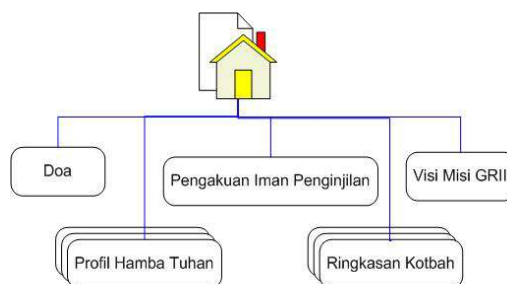 Doa
Pengakuan Iman Penginjilan
Visi Misi GRII
Profil Hamba Tuhan
Ringkasan Kotbah